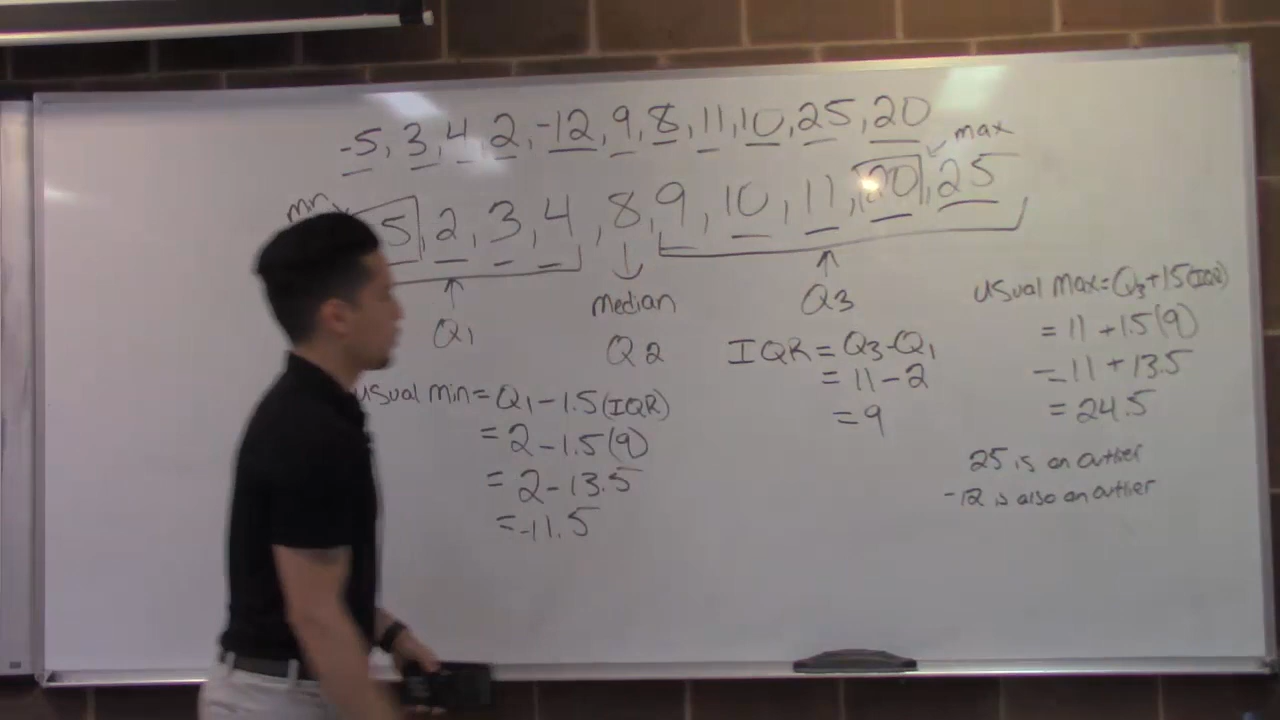 -5, 3, 4, 2, -12, 9, 8, 11, 10, 25, 20
max
min
5, 2, 3, 4, 8, 9, 10, 11, 20, 25
Q1
Median
Q2
Q3
usual min = Q1 - 1.5(IQR)
= 2 - 1.5(9)
= 2 - 13.5
= -11.5
IQR = Q3 - Q1
= 11 - 2
= 9
usual max = Q3 + 1.5(IQR)
= 11 + 1.5(9)
= 11 + 13.5
= 24.5
25 is an outlier
-12 is also an outlier